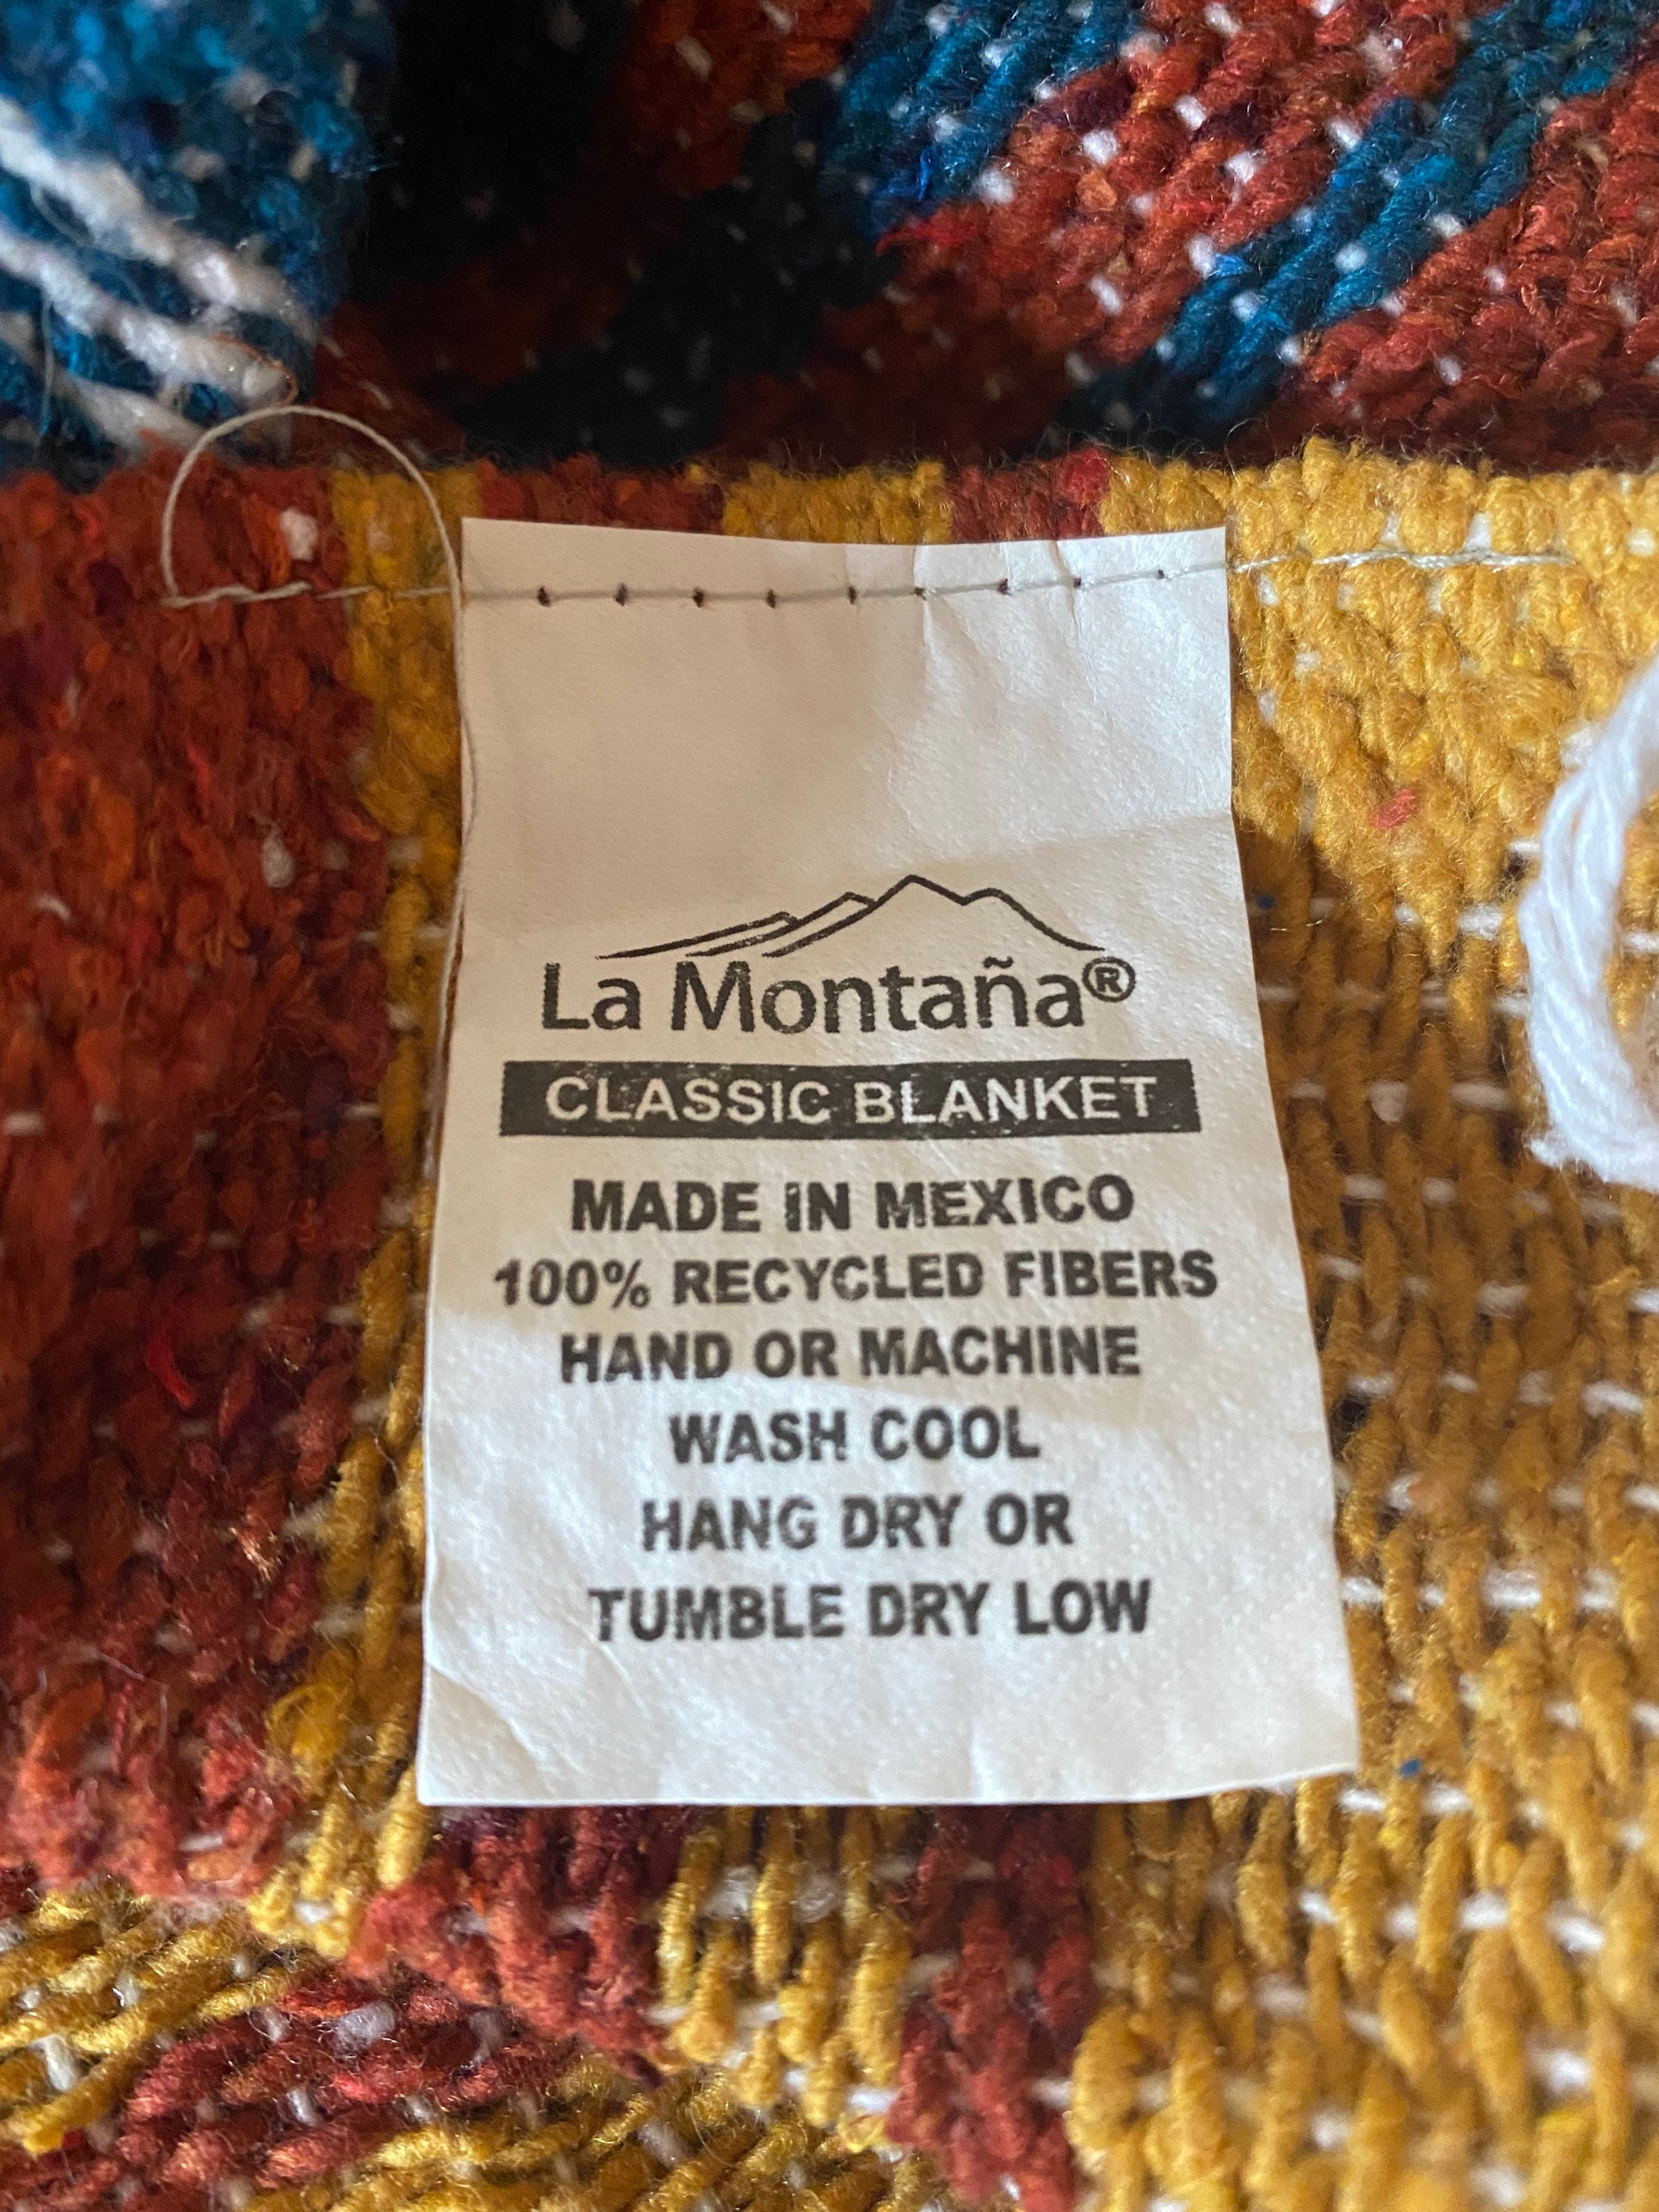 La Montaña®
CLASSIC BLANKET
MADE IN MEXICO
100% RECYCLED FIBERS
HAND OR MACHINE
WASH COOL
HANG DRY OR
TUMBLE DRY LOW